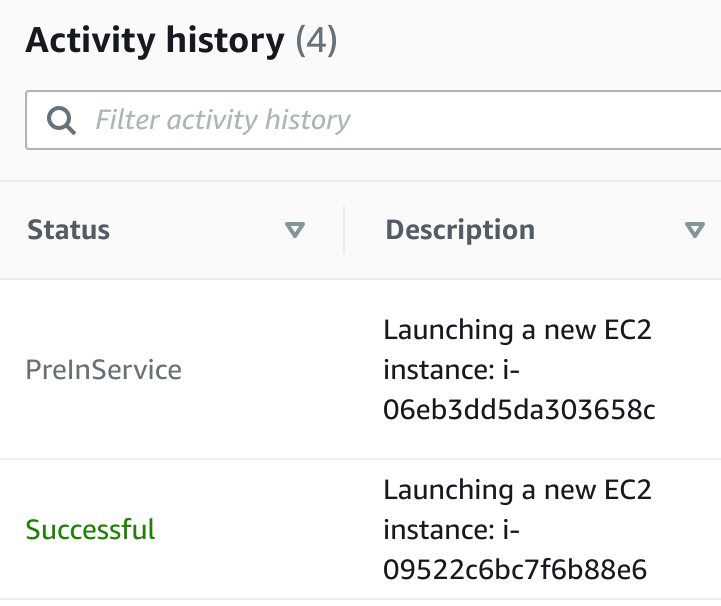 Activity history (4)
Filter activity history
Status
Description
PreInService
Launching a new EC2
instance: i-
06eb3dd5da303658c
Successful
Launching a new EC2
instance: i-
09522c6bc7f6b88e6